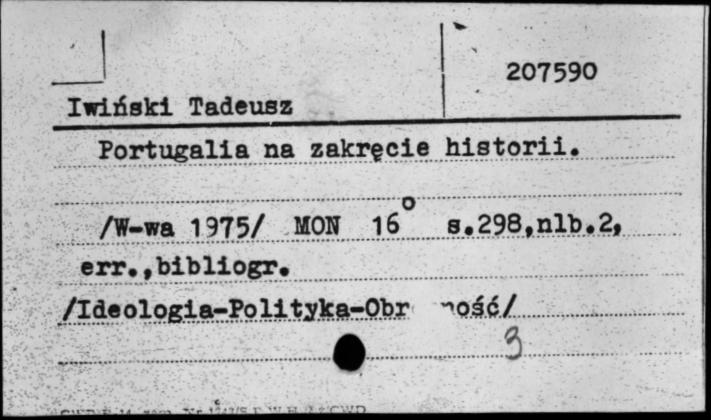 207590
Iwiński Tadeusz
Portugalia na zakręcie historii.
/W-wa 1975/ MON 16° s.298,nlb.2,
err.,bibliogr.
/Ideologia-Polityka-Obr ność/
3